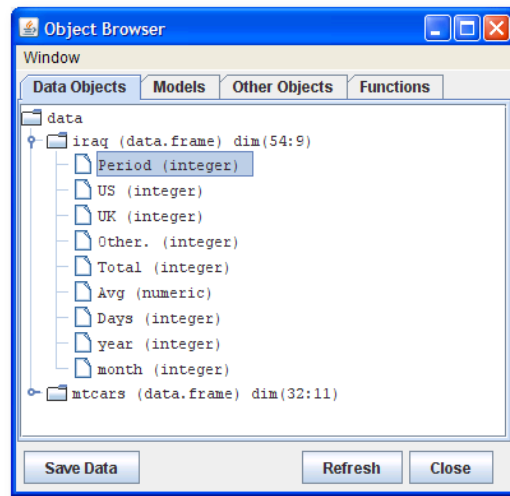 Object Browser
Window
Data Objects Models Other Objects Functions
data
iraq (data.frame) dim(54:9)
Period (integer)
US (integer)
UK (integer)
Other. (integer)
Total (integer)
Avg (numeric)
Days (integer)
year (integer)
month (integer)
mtcars (data.frame) dim(32:11)
Save Data Refresh Close